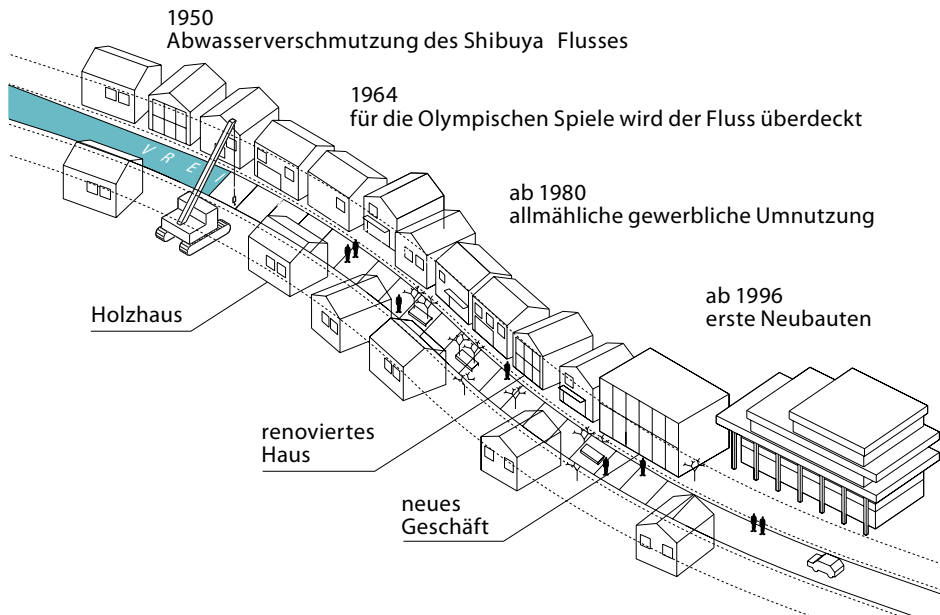 1950
Abwasserverschmutzung des Shibuya Flusses
1964
für die Olympischen Spiele wird der Fluss überdeckt
VREI
ab 1980
allmähliche gewerbliche Umnutzung
ab 1996
erste Neubauten
Holzhaus
renoviertes
Haus
neues
Geschäft